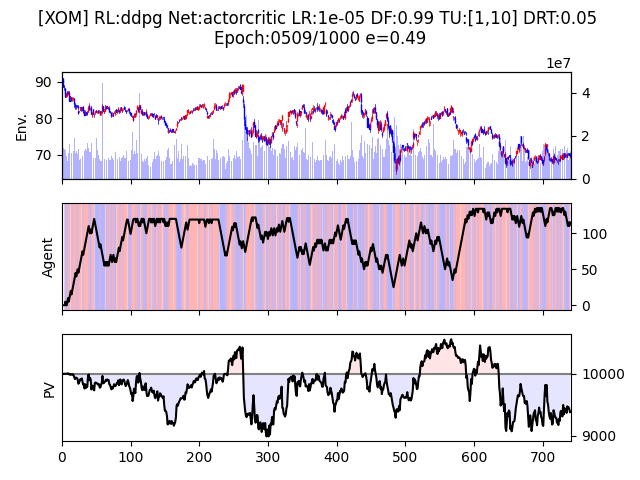 [XOM] RL:ddpg Net:actorcritic LR:1e-05 DF:0.99 TU:[1,10] DRT:0.05
Epoch:0509/1000 e=0.49
1e7
Env.
90
80
70
4
2
0
Agent
100
50
0
PV
10000
9000
0 100 200 300 400 500 600 700